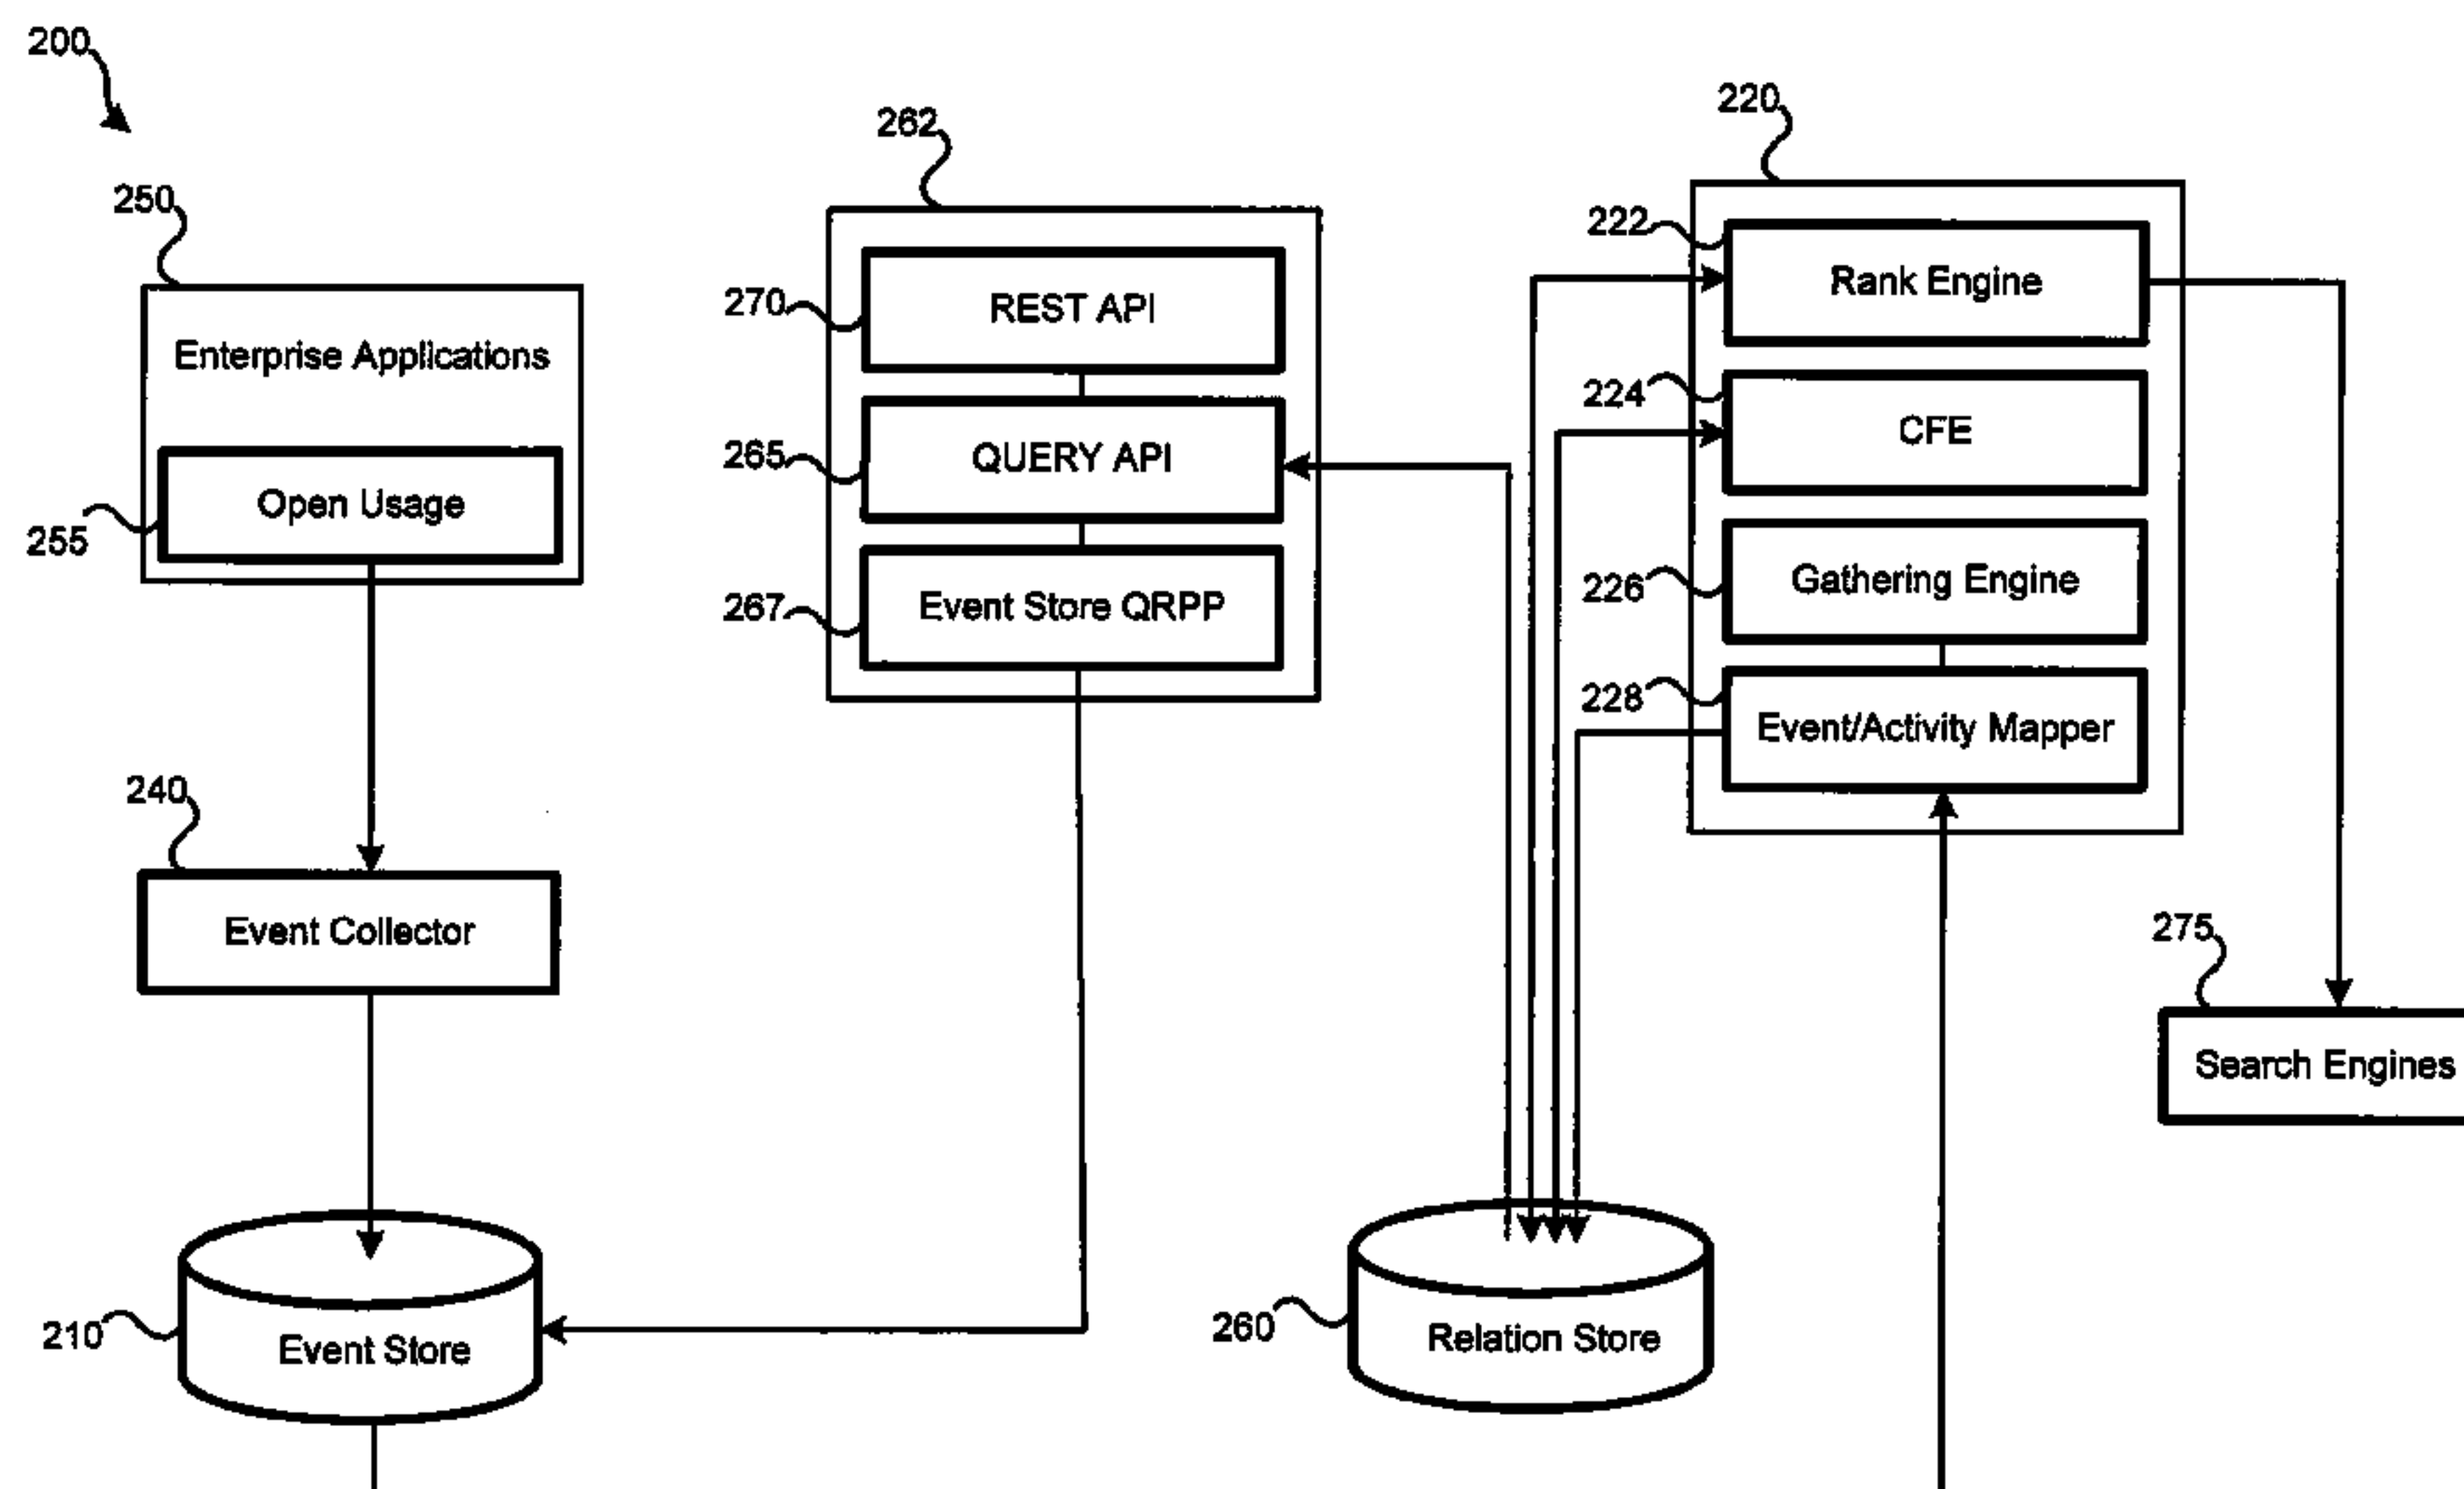 200
250
Enterprise Applications
Open Usage
255
240
Event Collector
210
Event Store
262
270
REST API
265
QUERY API
267
Event Store QRPP
220
222
Rank Engine
224
CFE
226
Gathering Engine
228
Event/Activity Mapper
260
Relation Store
275
Search Engines